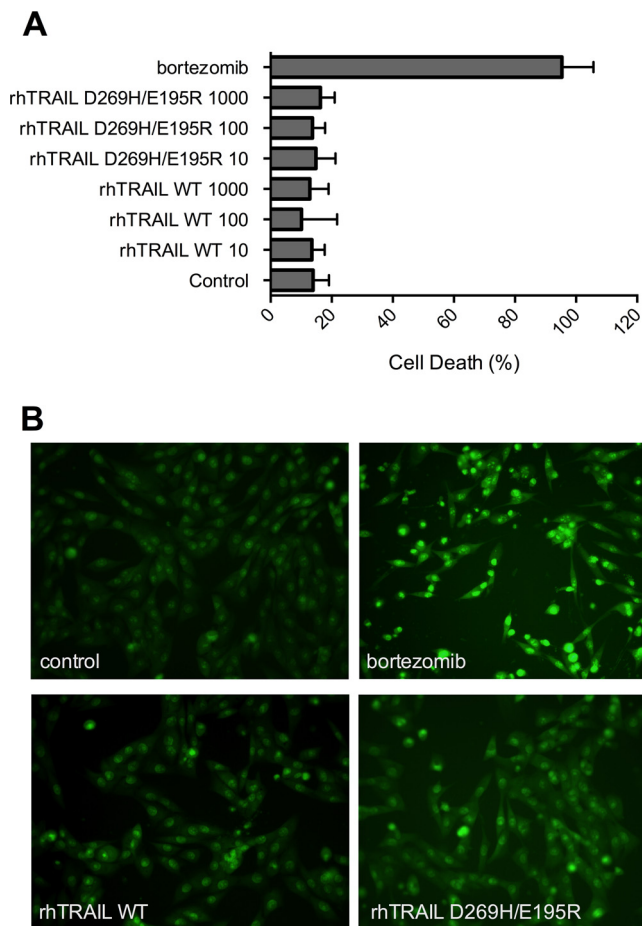 A
bortezomib
rhTRAIL D269H/E195R 1000
rhTRAIL D269H/E195R 100
rhTRAIL D269H/E195R 10
rhTRAIL WT 1000
rhTRAIL WT 100
rhTRAIL WT 10
Control
0 20 40 60 80 100 120
Cell Death (%)
B
control
bortezomib
rhTRAIL WT
rhTRAIL D269H/E195R